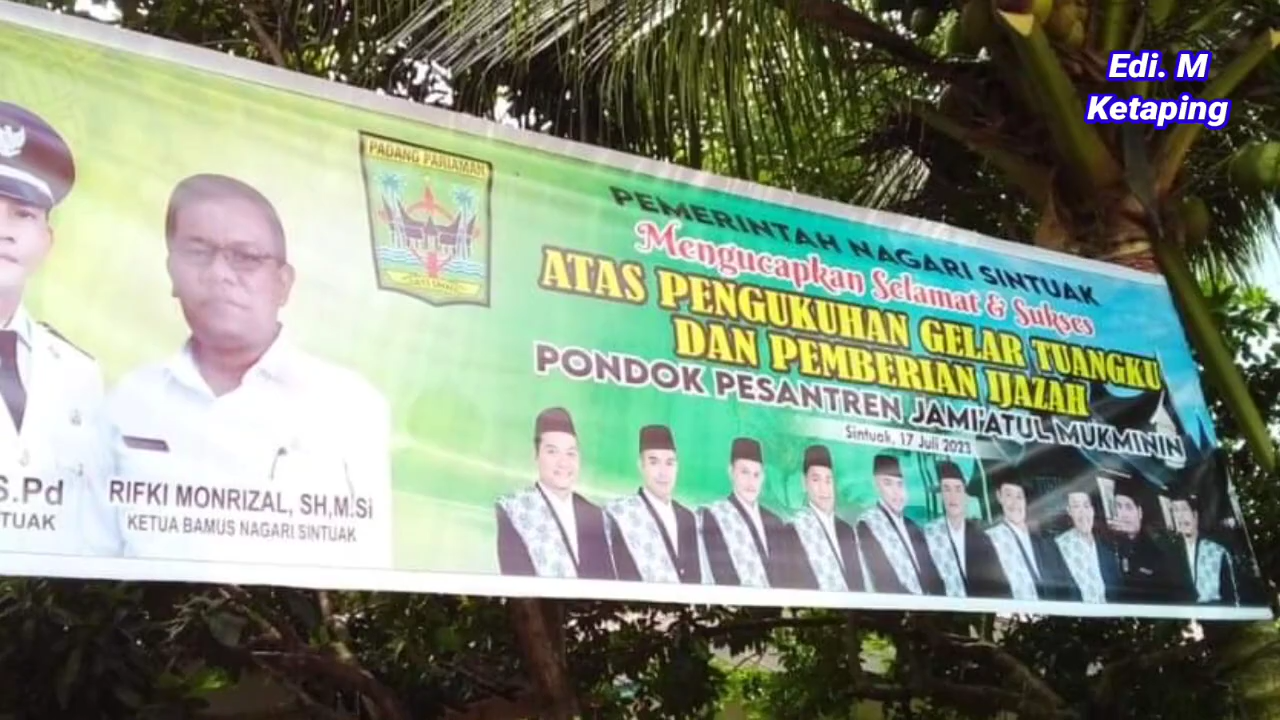 Edi. M
Ketaping
PADANG PARIAMAN
PEMERINTAH NAGARI SINTUAK
Mengucapkan Selamat & Sukses
ATAS PENGUKUHAN GELAR TUANGKU
DAN PEMBERIAN IJAZAH
PONDOK PESANTREN JAMI'ATUL MUKMININ
Sintuak, 17 Juli 2023
S.Pd
TUAK
RIFKI MONRIZAL, SH,M.Si
KETUA BAMUS NAGARI SINTUAK